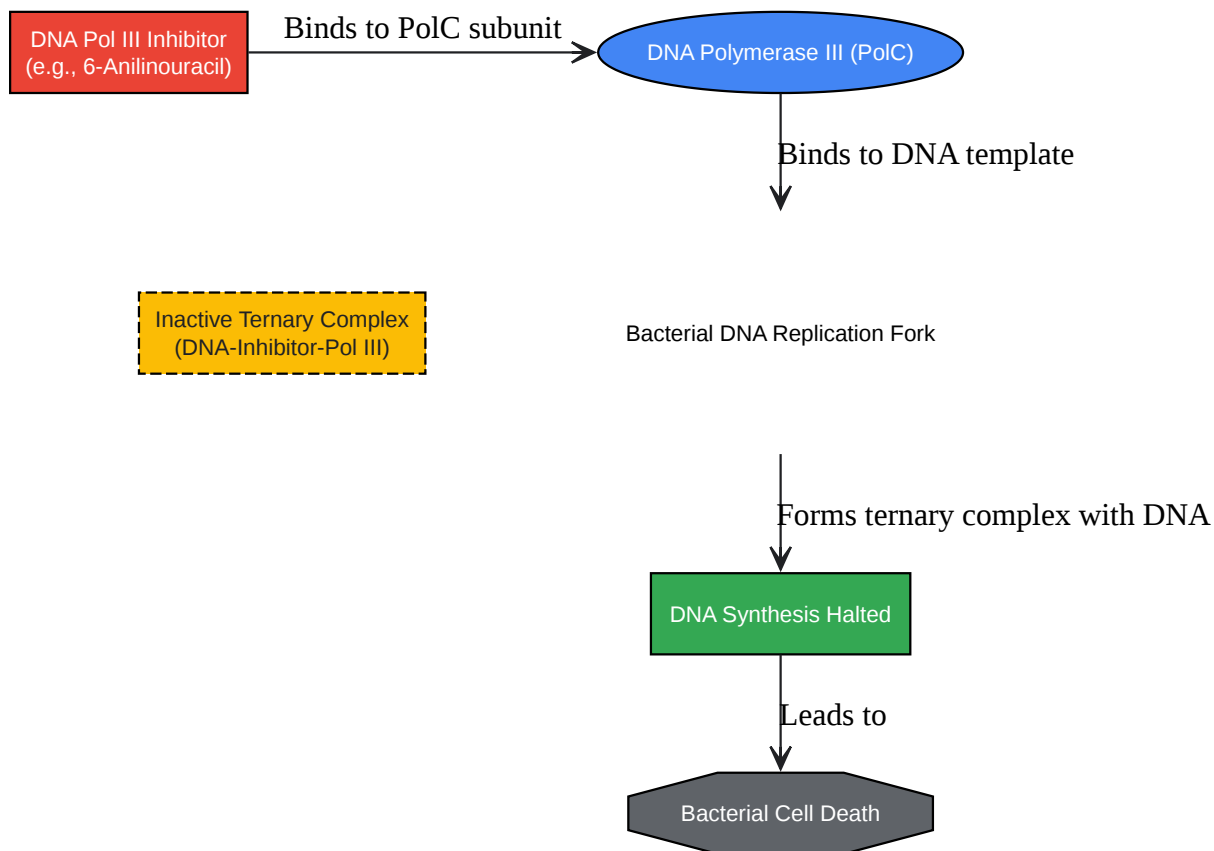 DNA Pol III Inhibitor
(e.g., 6-Anilinouracil)
Binds to PolC subunit
DNA Polymerase III (PolC)
Binds to DNA template
Inactive Ternary Complex
(DNA-Inhibitor-Pol III)
Bacterial DNA Replication Fork
Forms ternary complex with DNA
DNA Synthesis Halted
Leads to
Bacterial Cell Death